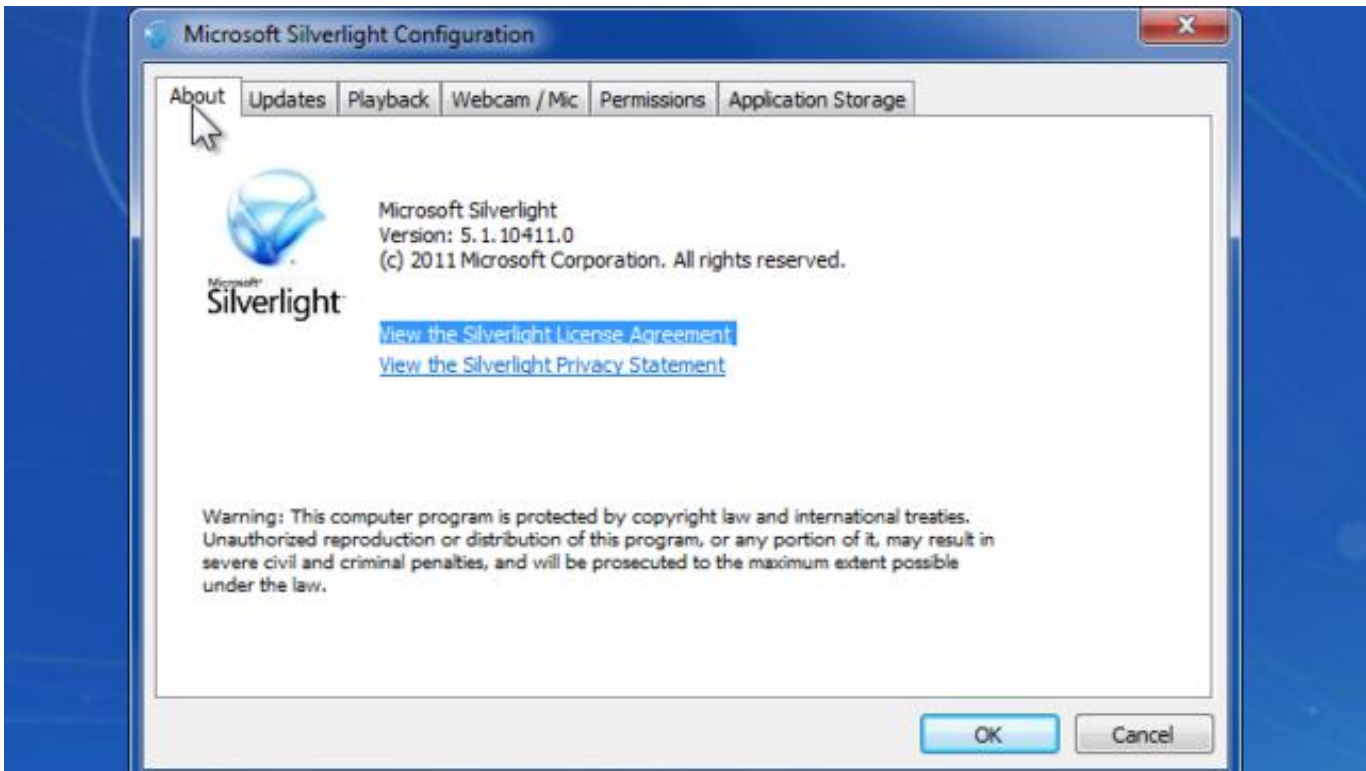 Microsoft Silverlight Configuration
About Updates Playback Webcam / Mic Permissions Application Storage
Microsoft Silverlight
Version: 5.1.10411.0
(c) 2011 Microsoft Corporation. All rights reserved.
Microsoft®
Silverlight™
View the Silverlight License Agreement
View the Silverlight Privacy Statement
Warning: This computer program is protected by copyright law and international treaties.
Unauthorized reproduction or distribution of this program, or any portion of it, may result in
severe civil and criminal penalties, and will be prosecuted to the maximum extent possible
under the law.
OK Cancel